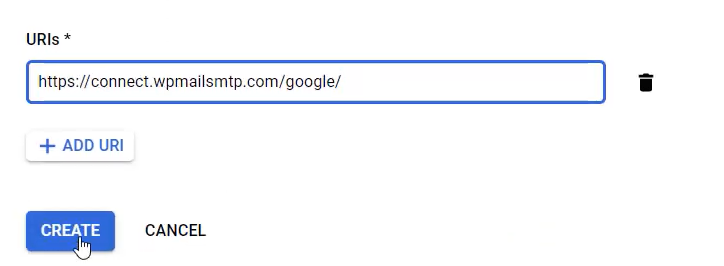 URIs *
https://connect.wpmailsmtp.com/google/
ADD URI
CREATE CANCEL